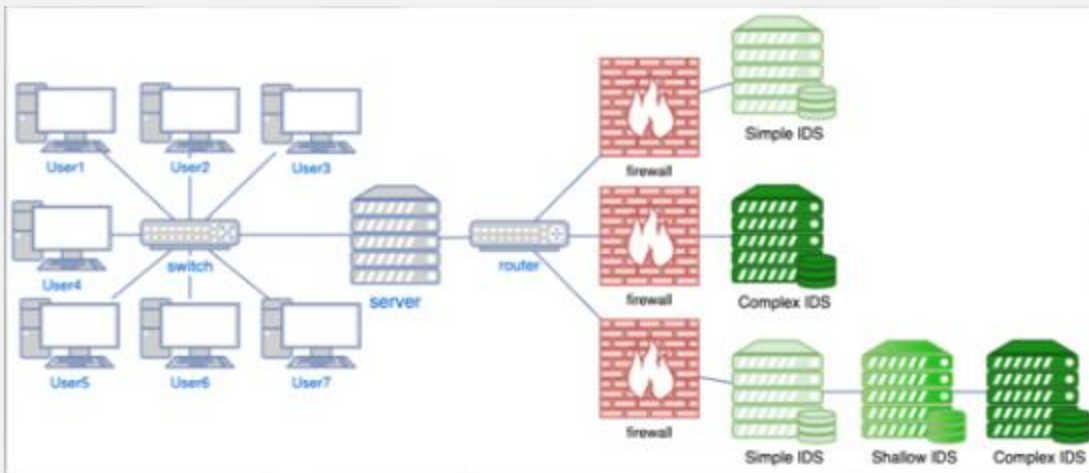 Simple IDS
firewall
User1
User2
User3
switch
server
router
firewall
Complex IDS
User4
User5
User6
User7
firewall
Simple IDS
Shallow IDS
Complex IDS